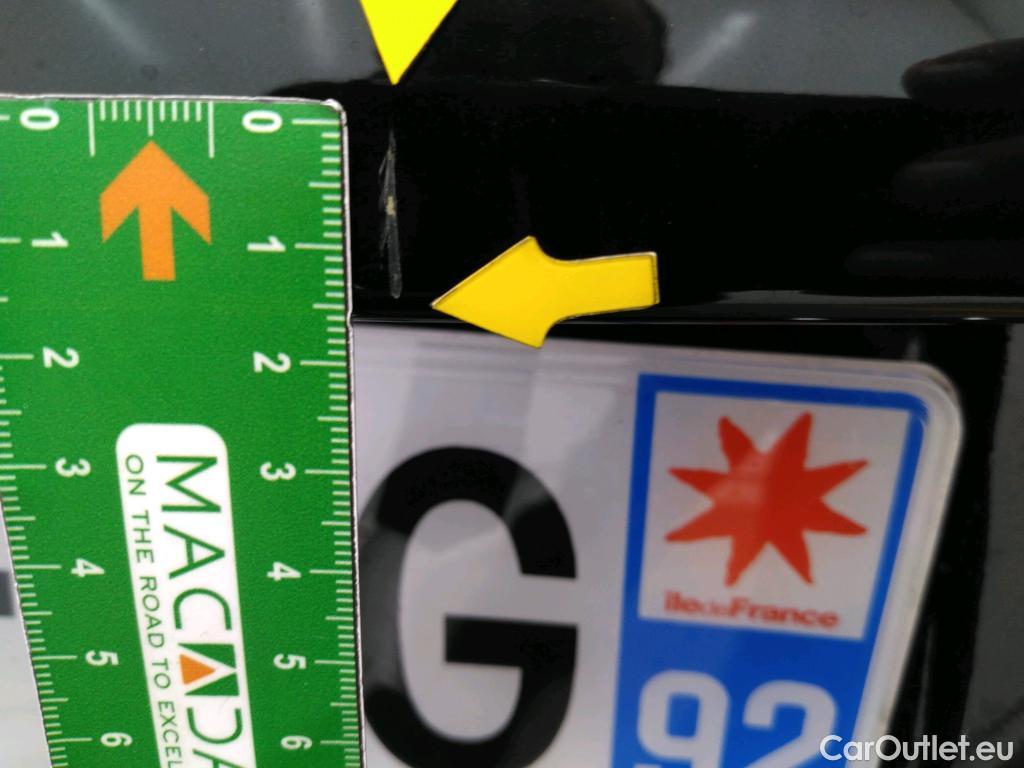 0 0
1 1
2 2
3 3
4 4
5 5
6 6
MACADA
ON THE ROAD TO EXCEL
G
îledeFrance
92
CarOutlet.eu